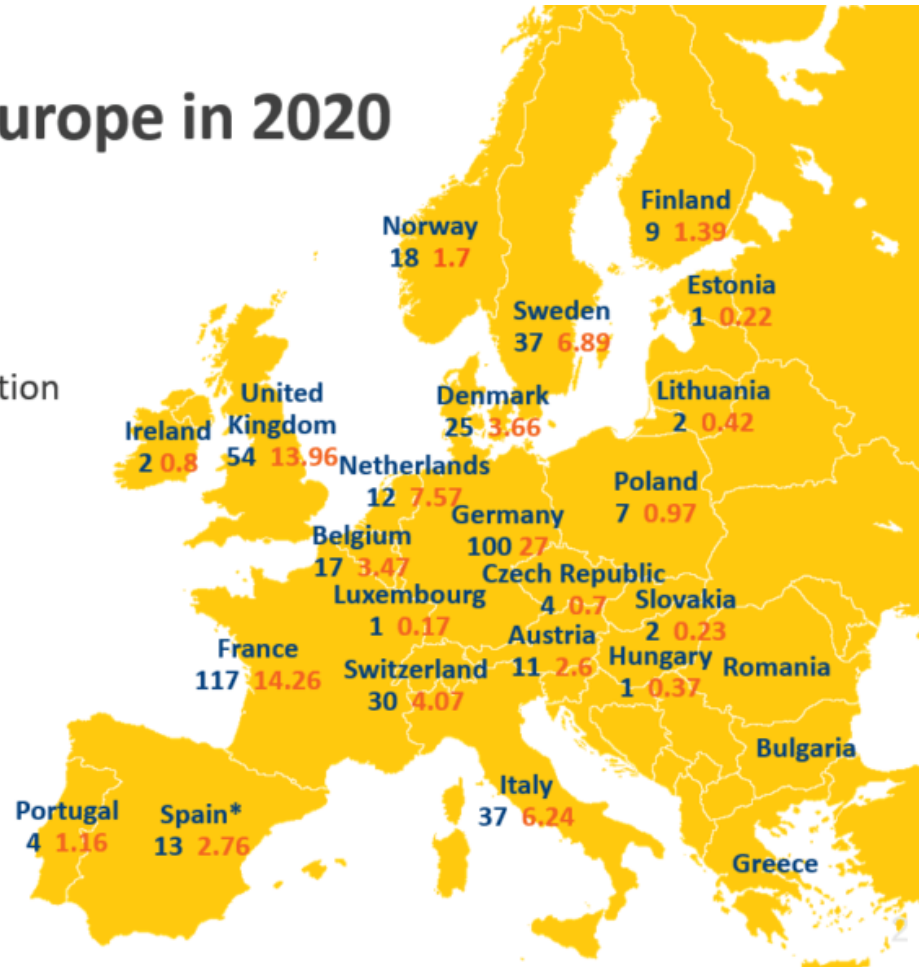 urope in 2020
tion
Finland
9 1.39
Norway
18 1.7
Estonia
1 0.22
Sweden
37 6.89
United
Kingdom
54 13.96
Ireland
2 0.8
Denmark
25 3.66
Lithuania
2 0.42
Netherlands
12 7.57
Poland
7 0.97
Germany
100 27
Belgium
17 3.47
Czech Republic
4 0.7
Luxembourg
1 0.17
Slovakia
2 0.23
Austria
11 2.6
France
117 14.26
Switzerland
30 4.07
Hungary
1 0.37
Romania
Bulgaria
Italy
37 6.24
Portugal
4 1.16
Spain*
13 2.76
Greece
2